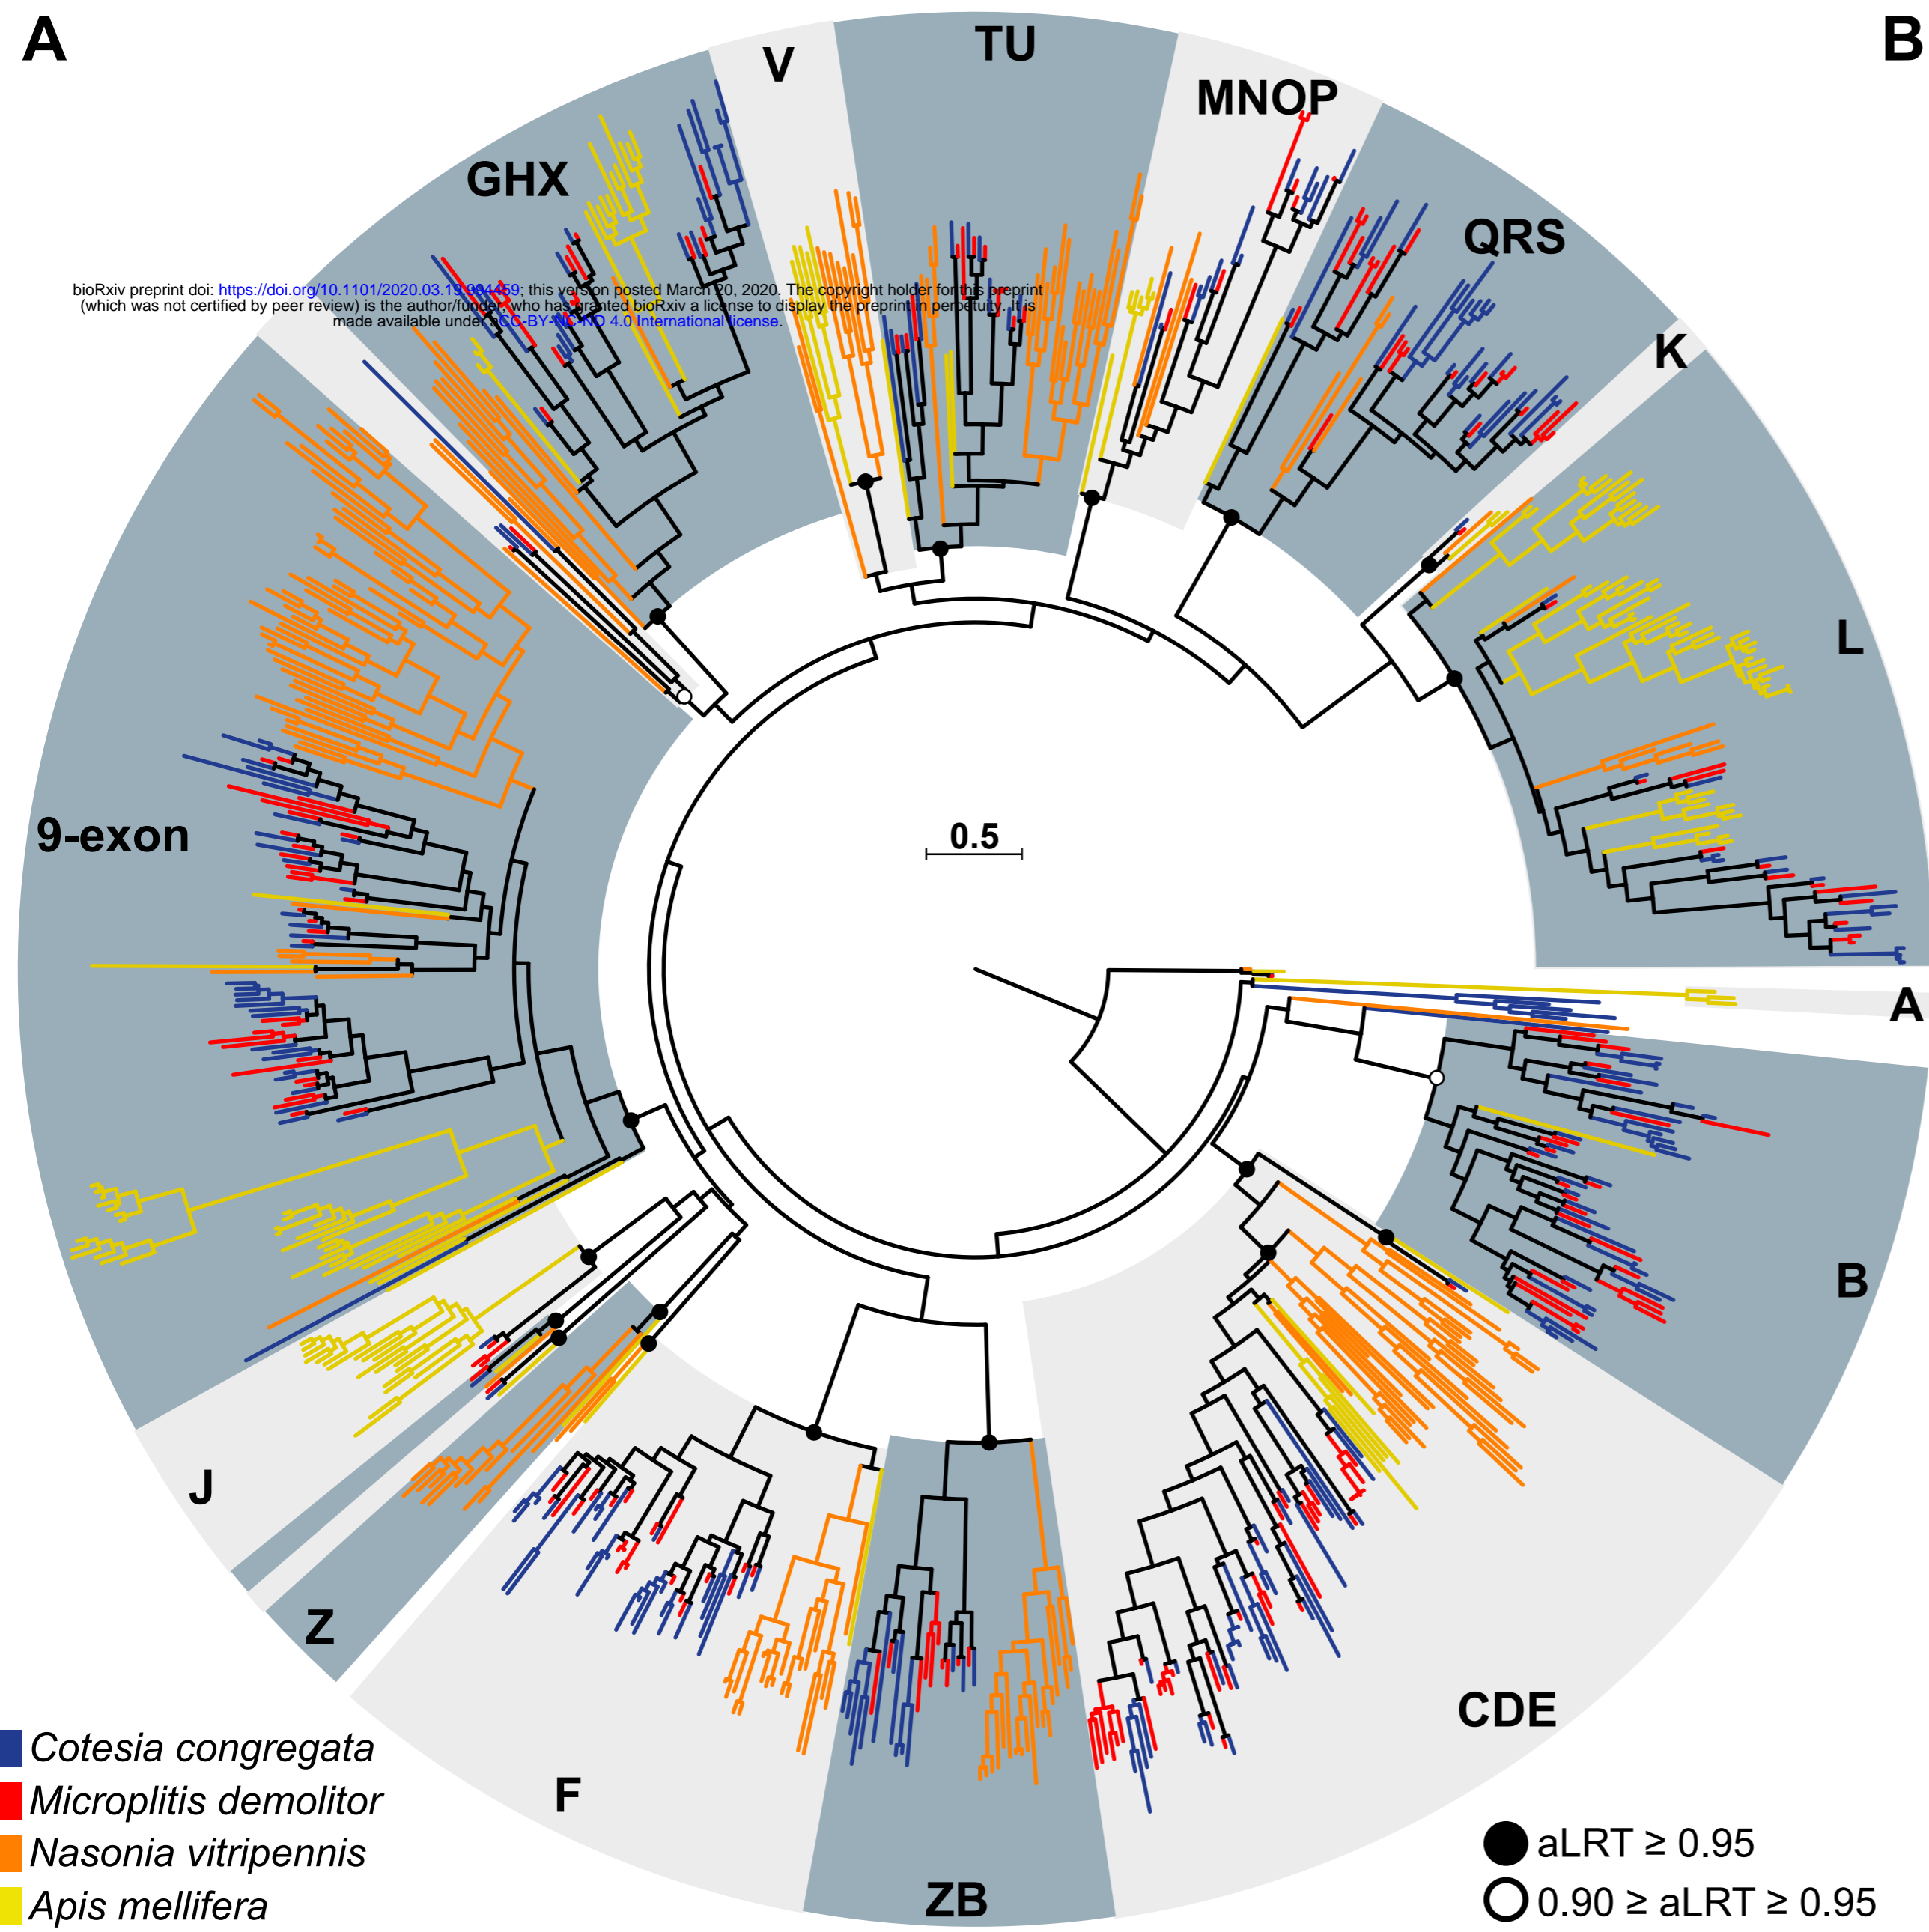 A
B
V
TU
MNOP
GHX
QRS
K
bioRxiv preprint doi: https://doi.org/10.1101/2020.03.19.994459; this version posted March 20, 2020. The copyright holder for this preprint
(which was not certified by peer review) is the author/funder, who has granted bioRxiv a license to display the preprint in perpetuity. It is
made available under aCC-BY-NC-ND 4.0 International license.
L
9-exon
0.5
A
B
J
Z
CDE
F
ZB
Cotesia congregata
Microplitis demolitor
Nasonia vitripennis
Apis mellifera
aLRT ≥ 0.95
0.90 ≥ aLRT ≥ 0.95